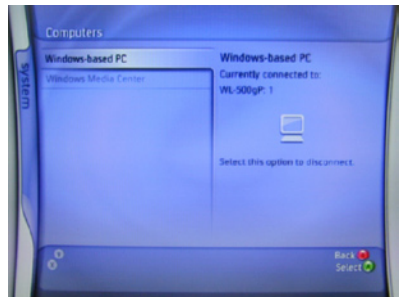 Computers
system
Windows-based PC
Windows Media Center
Windows-based PC
Currently connected to:
WL-500gP: 1
Select this option to disconnect.
Y
X
Back B
Select A